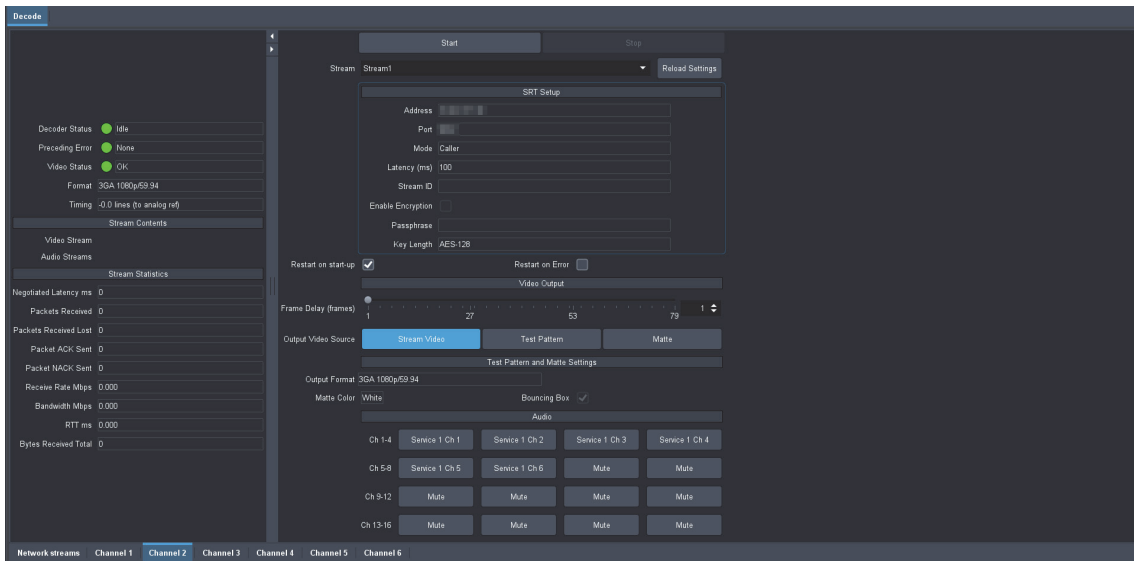 Decode
Start Stop
Stream Stream1 Reload Settings
SRT Setup
Address
Port
Mode Caller
Latency (ms) 100
Stream ID
Enable Encryption
Passphrase
Key Length AES-128
Decoder Status Idle
Preceding Error None
Video Status OK
Format 3GA 1080p/59.94
Timing -0.0 lines (to analog ref)
Stream Contents
Video Stream
Audio Streams
Stream Statistics
Negotiated Latency ms 0
Packets Received 0
Packets Received Lost 0
Packet ACK Sent 0
Packet NACK Sent 0
Receive Rate Mbps 0.000
Bandwidth Mbps 0.000
RTT ms 0.000
Bytes Received Total 0
Restart on start-up Restart on Error
Video Output
Frame Delay (frames) 1 27 53 79 1
Output Video Source Stream Video Test Pattern Matte
Test Pattern and Matte Settings
Output Format 3GA 1080p/59.94
Matte Color White Bouncing Box
Audio
Ch 1-4 Service 1 Ch 1 Service 1 Ch 2 Service 1 Ch 3 Service 1 Ch 4
Ch 5-8 Service 1 Ch 5 Service 1 Ch 6 Mute Mute
Ch 9-12 Mute Mute Mute Mute
Ch 13-16 Mute Mute Mute Mute
Network streams Channel 1 Channel 2 Channel 3 Channel 4 Channel 5 Channel 6